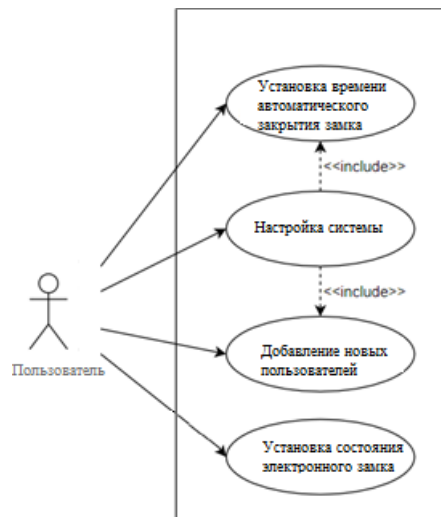 Установка времени
автоматического
закрытия замка
<<include>>
Настройка системы
<<include>>
Добавление новых
пользователей
Пользователь
Установка состояния
электронного замка